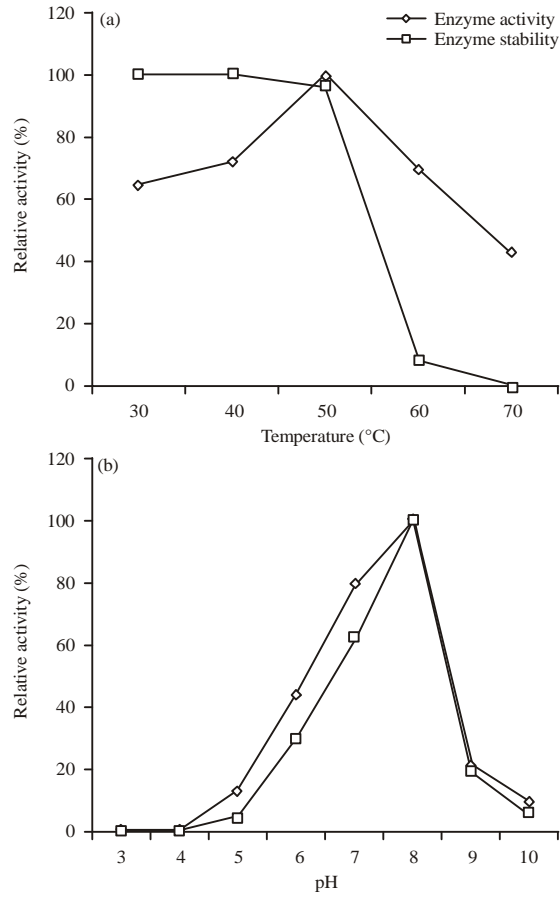 (a)
Enzyme activity
Enzyme stability
120
100
80
60
40
20
0
Relative activity (%)
30 40 50 60 70
Temperature (°C)
(b)
120
100
80
60
40
20
0
Relative activity (%)
3 4 5 6 7 8 9 10
pH